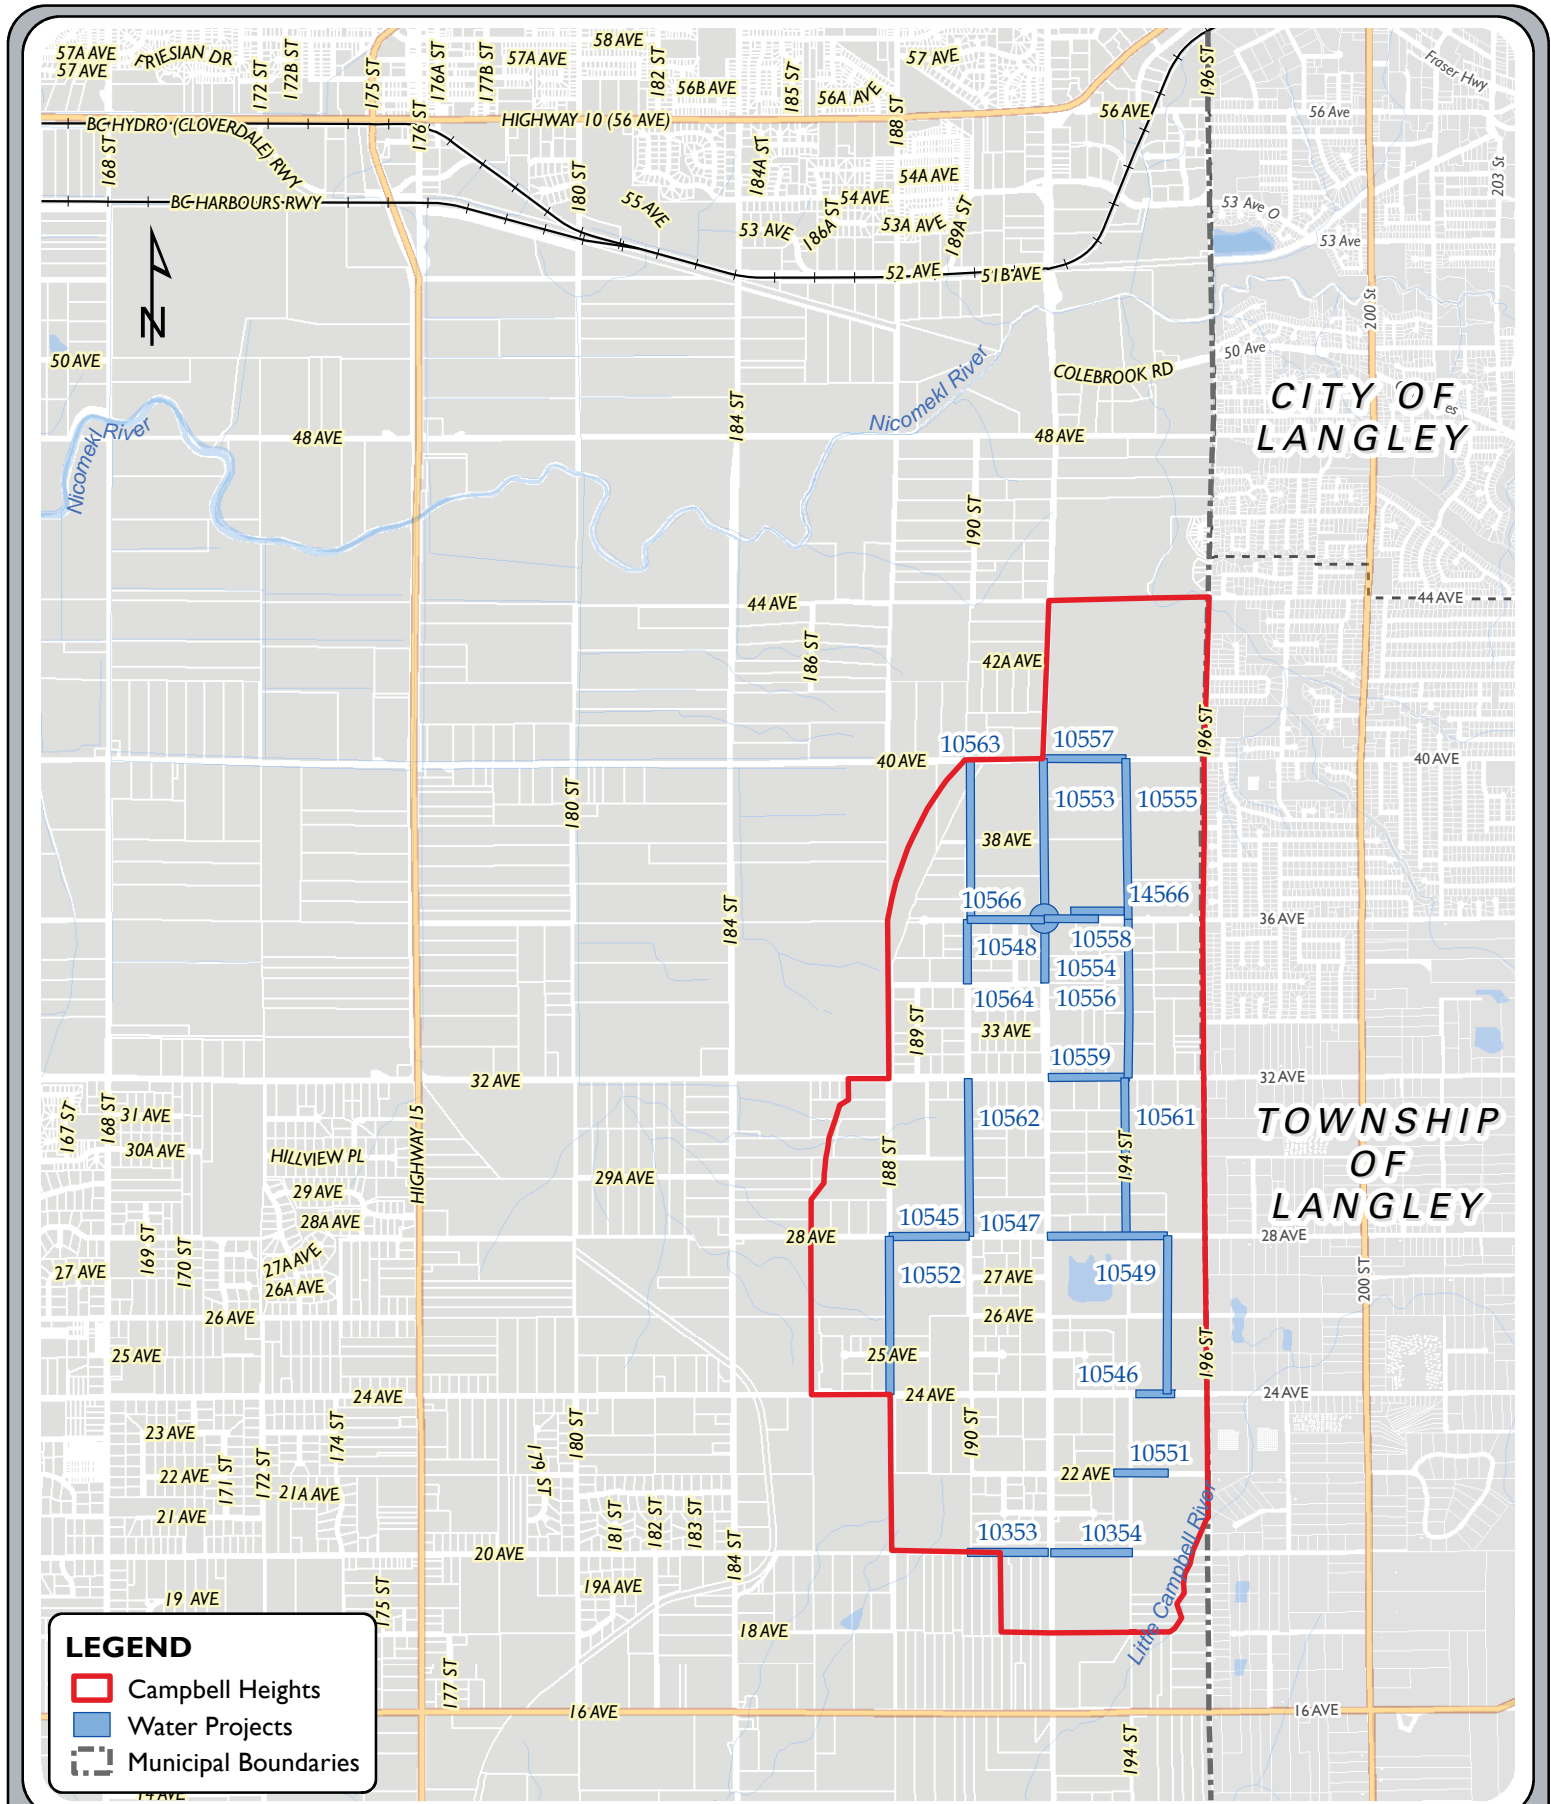 58 AVE
57A AVE
FRIESIAN DR
57 AVE
172 ST
172B ST
175 ST
176A ST
177B ST
57A AVE
182 ST
56B AVE
185 ST
56A AVE
57 AVE
188 ST
196 ST
Fraser Hwy
56 AVE
56 Ave
BC HYDRO (CLOVERDALE) RWY
HIGHWAY 10 (56 AVE)
168 ST
176 ST
180 ST
184A ST
54A AVE
203 St
BC HARBOURS RWY
55 AVE
54 AVE
53 AVE
186A ST
53A AVE
189A ST
53 Ave
53 Ave
52 AVE
51B AVE
N
200 St
50 AVE
Nicomekl River
COLEBROOK RD
50 Ave
CITY OF
LANGLEY
es
184 ST
Nicomekl River
48 AVE
48 AVE
190 ST
44 AVE
44 AVE
186 ST
42A AVE
196 ST
10563
10557
40 AVE
40 AVE
180 ST
10553
10555
38 AVE
184 ST
10566
14566
36 AVE
10548
10558
10554
10564
10556
189 ST
33 AVE
10559
32 AVE
32 AVE
167 ST
168 ST
31 AVE
HIGHWAY 15
10562
10561
TOWNSHIP
OF
LANGLEY
30A AVE
HILLVIEW PL
188 ST
194 ST
29A AVE
29 AVE
28A AVE
10545
10547
28 AVE
28 AVE
169 ST
170 ST
27 AVE
27A AVE
26A AVE
10552
27 AVE
10549
200 ST
26 AVE
26 AVE
25 AVE
25 AVE
196 ST
10546
24 AVE
24 AVE
24 AVE
23 AVE
174 ST
180 ST
190 ST
179 ST
10551
22 AVE
171 ST
172 ST
21A AVE
22 AVE
21 AVE
181 ST
182 ST
183 ST
184 ST
10353
10354
Little Campbell River
20 AVE
19 AVE
175 ST
19A AVE
18 AVE
177 ST
16 AVE
16 AVE
194 ST
LEGEND
Campbell Heights
Water Projects
Municipal Boundaries
14 AVE